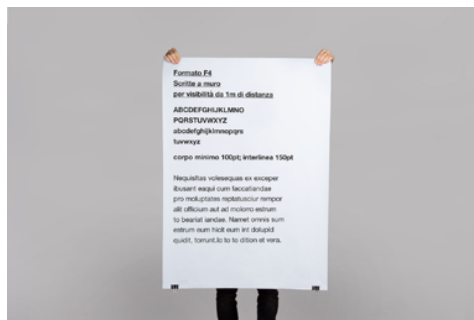 Formato F4
Scritte a muro
per visibilità da 1m di distanza
ABCDEFGHIJKLMNO
PQRSTUVWXYZ
abcdefghijklmnopqrs
tuvwxyz
corpo minimo 100pt; interlinea 150pt
Nequisitas volesequas ex exceper
ibusant eaqui cum faccatiandae
pro moluptates reptatusciur rempor
alit officium aut ad molorro estrum
to beariat iandae. Namet omnis sum
estrum eum hicit eum int dolupid
quidit, torrunt.Io to to dition et vera.